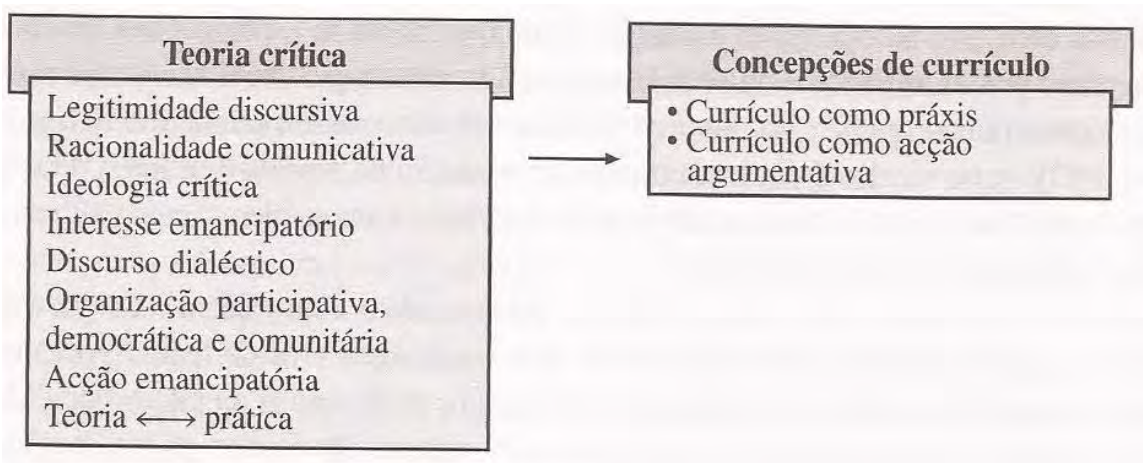 Teoria crítica
Legitimidade discursiva
Racionalidade comunicativa
Ideologia crítica
Interesse emancipatório
Discurso dialéctico
Organização participativa,
democrática e comunitária
Acção emancipatória
Teoria ⟷ prática
Concepções de currículo
• Currículo como práxis
• Currículo como acção
argumentativa